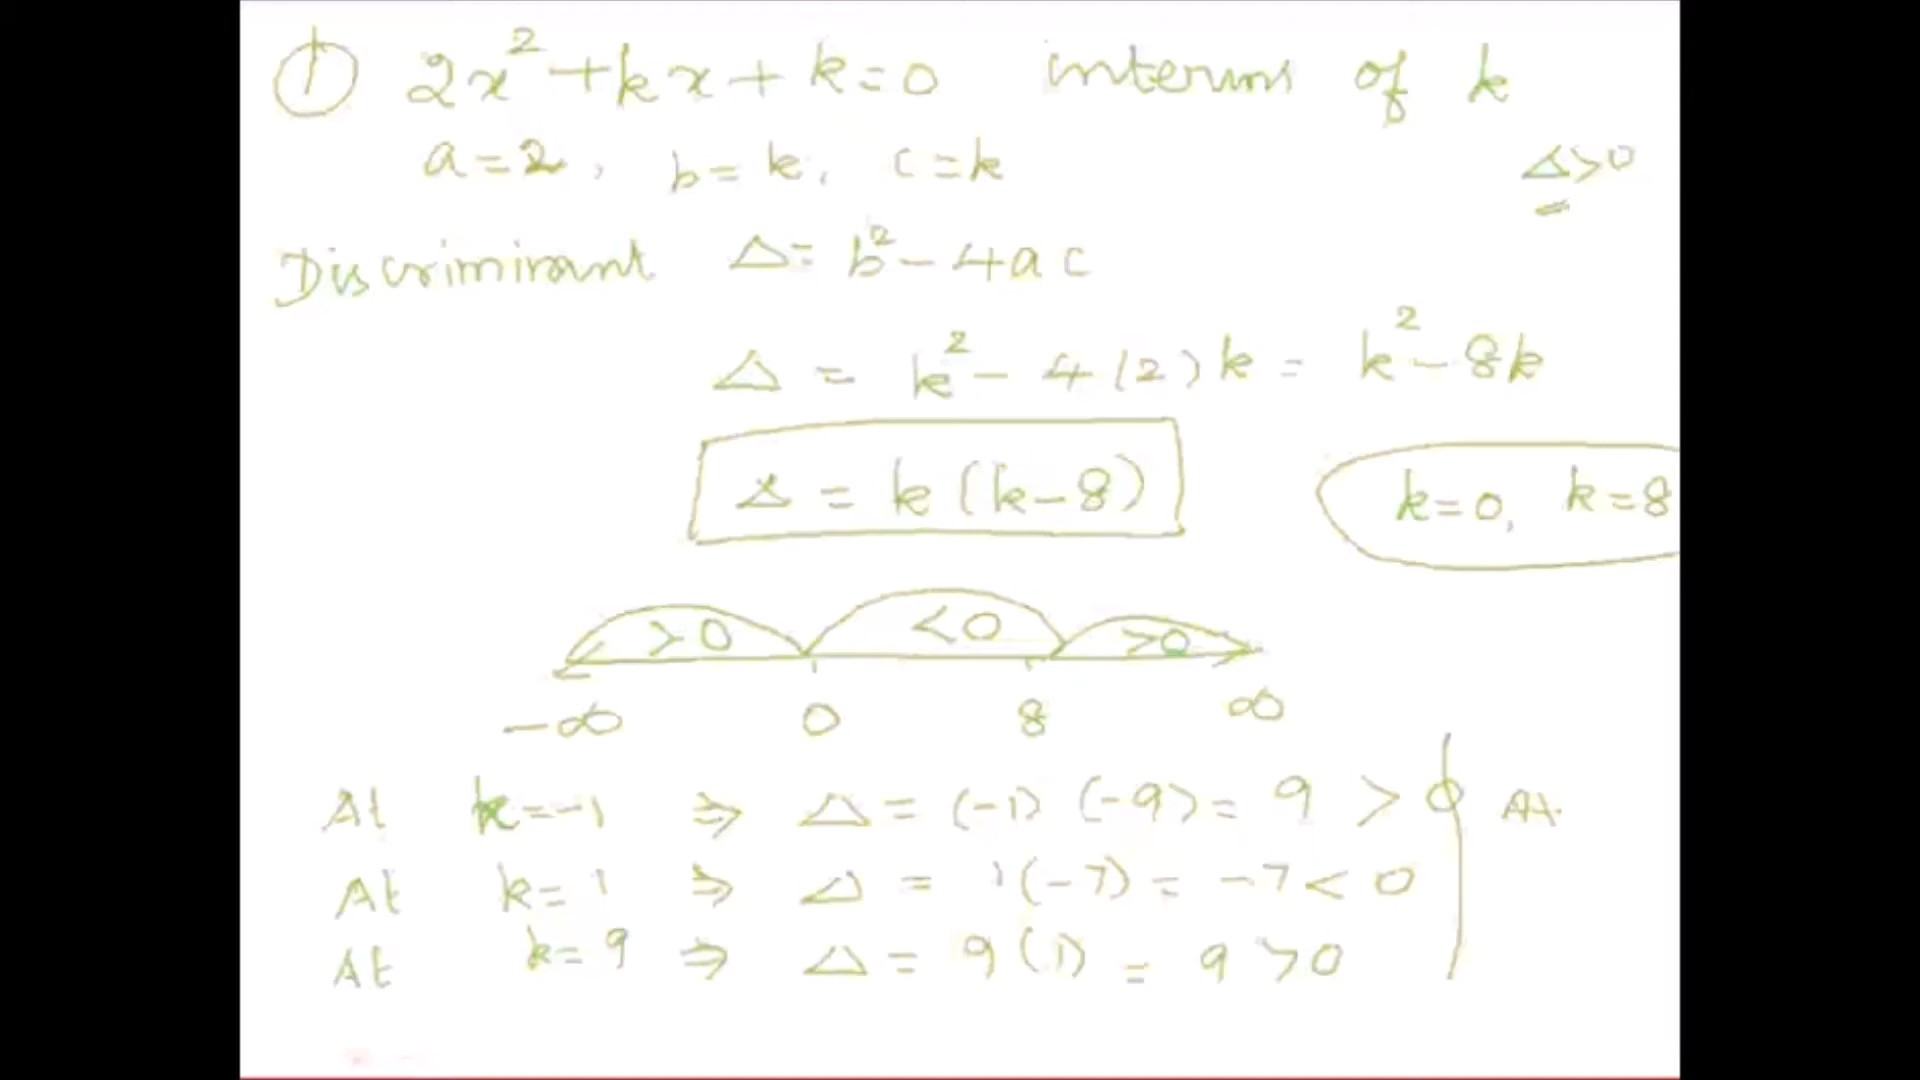 ① 2x² + kx + k = 0 interms of k
a = 2, b = k, c = k
Δ > 0
Discriminant Δ = b² - 4ac
Δ = k² - 4(2)k = k² - 8k
Δ = k(k-8)
k = 0, k = 8
> 0 < 0 > 0
-∞ 0 8 ∞
At k = -1 ⇒ Δ = (-1)(-9) = 9 > 0 At
At k = 1 ⇒ Δ = 1(-7) = -7 < 0
At k = 9 ⇒ Δ = 9(1) = 9 > 0